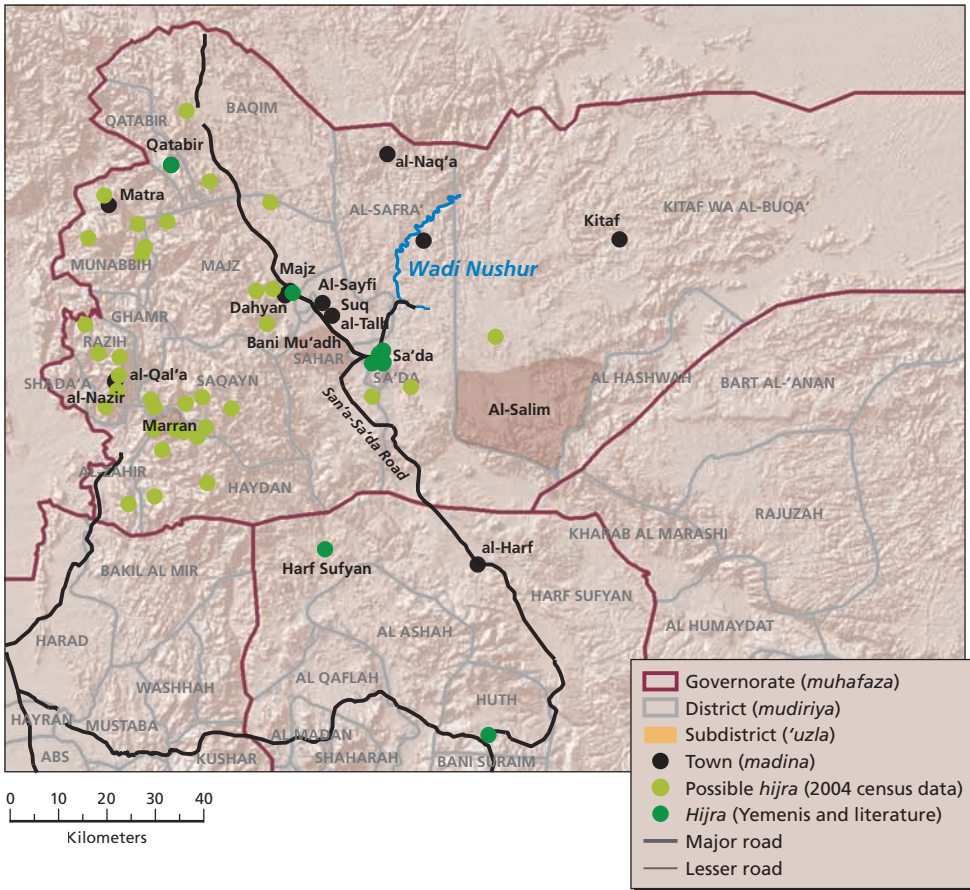 BAQIM
QATABIR
Qatabir
al-Naq‘a
Matra
AL-SAFRA’
Kitaf
KITAF WA AL-BUQA’
MUNABBIH
MAJZ
Majz
Wadi Nushur
Al-Sayfi
Dahyan
Suq
al-Talh
GHAMR
Bani Mu‘adh
RAZIH
SAHAR
Sa‘da
SA‘DA
al-Qal‘a
SHADA’A
SAQAYN
AL HASHWAH
BART AL-‘ANAN
al-Nazir
San‘a-Sa‘da Road
Al-Salim
Marran
AL-ZAHIR
HAYDAN
RAJUZAH
KHARAB AL MARASHI
al-Harf
Harf Sufyan
BAKIL AL MIR
HARF SUFYAN
AL ASHAH
AL HUMAYDAT
HARAD
AL QAFLAH
WASHHAH
HUTH
HAYRAN
MUSTABA
AL MADAN
ABS
KUSHAR
SHAHARAH
BANI SURAIM
Governorate (muhafaza)
District (mudiriya)
Subdistrict (‘uzla)
Town (madina)
Possible hijra (2004 census data)
Hijra (Yemenis and literature)
Major road
Lesser road
0 10 20 30 40
Kilometers